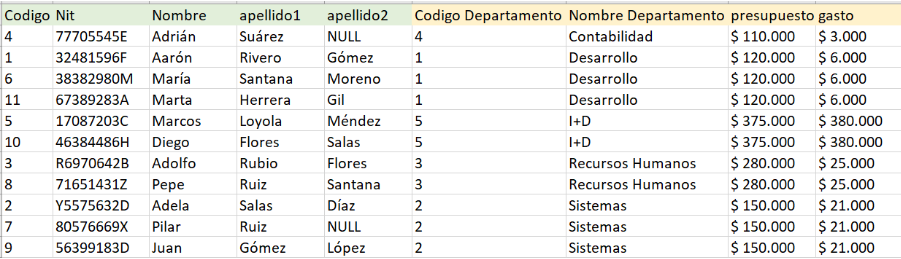 Codigo Nit Nombre apellido1 apellido2 Codigo Departamento Nombre Departamento presupuesto gasto
4 77705545E Adrián Suárez NULL 4 Contabilidad $ 110.000 $ 3.000
1 32481596F Aarón Rivero Gómez 1 Desarrollo $ 120.000 $ 6.000
6 38382980M María Santana Moreno 1 Desarrollo $ 120.000 $ 6.000
11 67389283A Marta Herrera Gil 1 Desarrollo $ 120.000 $ 6.000
5 17087203C Marcos Loyola Méndez 5 I+D $ 375.000 $ 380.000
10 46384486H Diego Flores Salas 5 I+D $ 375.000 $ 380.000
3 R6970642B Adolfo Rubio Flores 3 Recursos Humanos $ 280.000 $ 25.000
8 71651431Z Pepe Ruiz Santana 3 Recursos Humanos $ 280.000 $ 25.000
2 Y5575632D Adela Salas Díaz 2 Sistemas $ 150.000 $ 21.000
7 80576669X Pilar Ruiz NULL 2 Sistemas $ 150.000 $ 21.000
9 56399183D Juan Gómez López 2 Sistemas $ 150.000 $ 21.000